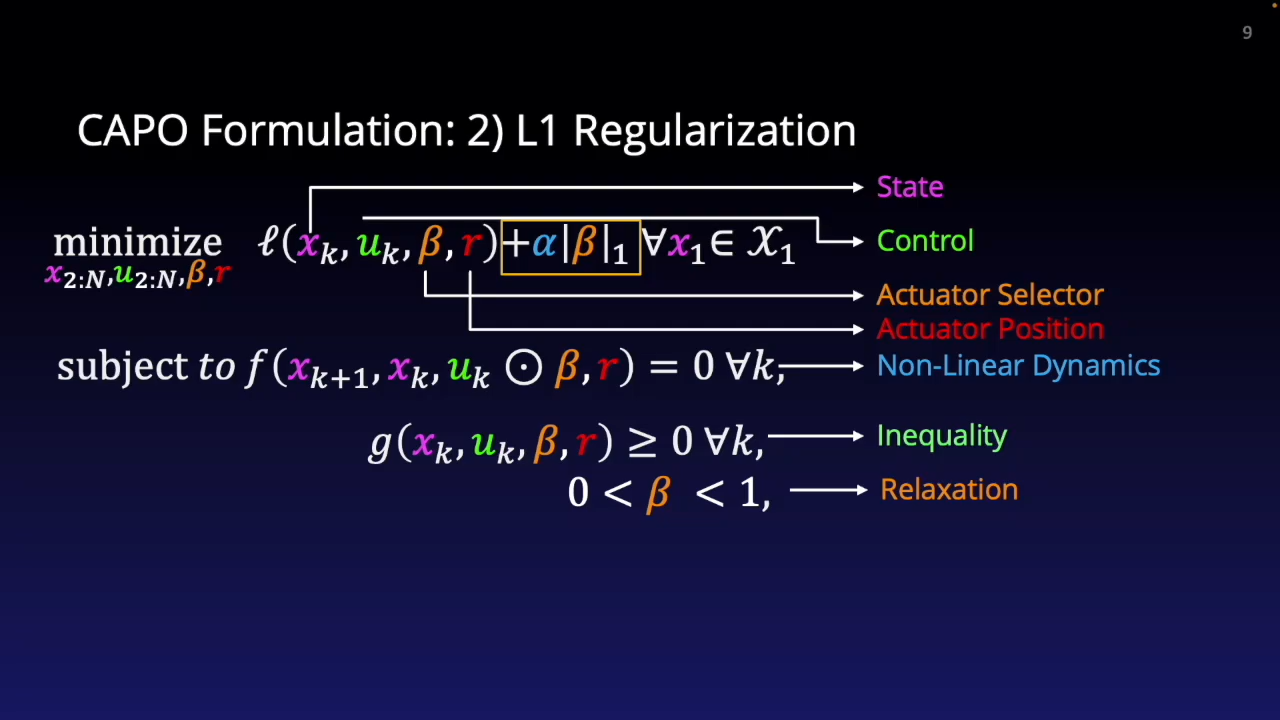 9
CAPO Formulation: 2) L1 Regularization
State
minimize ℓ(xₖ, uₖ, β, r)+α|β|₁ ∀x₁∈ 𝒳₁
Control
x₂:N,u₂:N,β,r
Actuator Selector
Actuator Position
subject to f(xₖ₊₁, xₖ, uₖ ⊙ β, r) = 0 ∀k,
Non-Linear Dynamics
g(xₖ, uₖ, β, r) ≥ 0 ∀k,
Inequality
0 < β < 1,
Relaxation